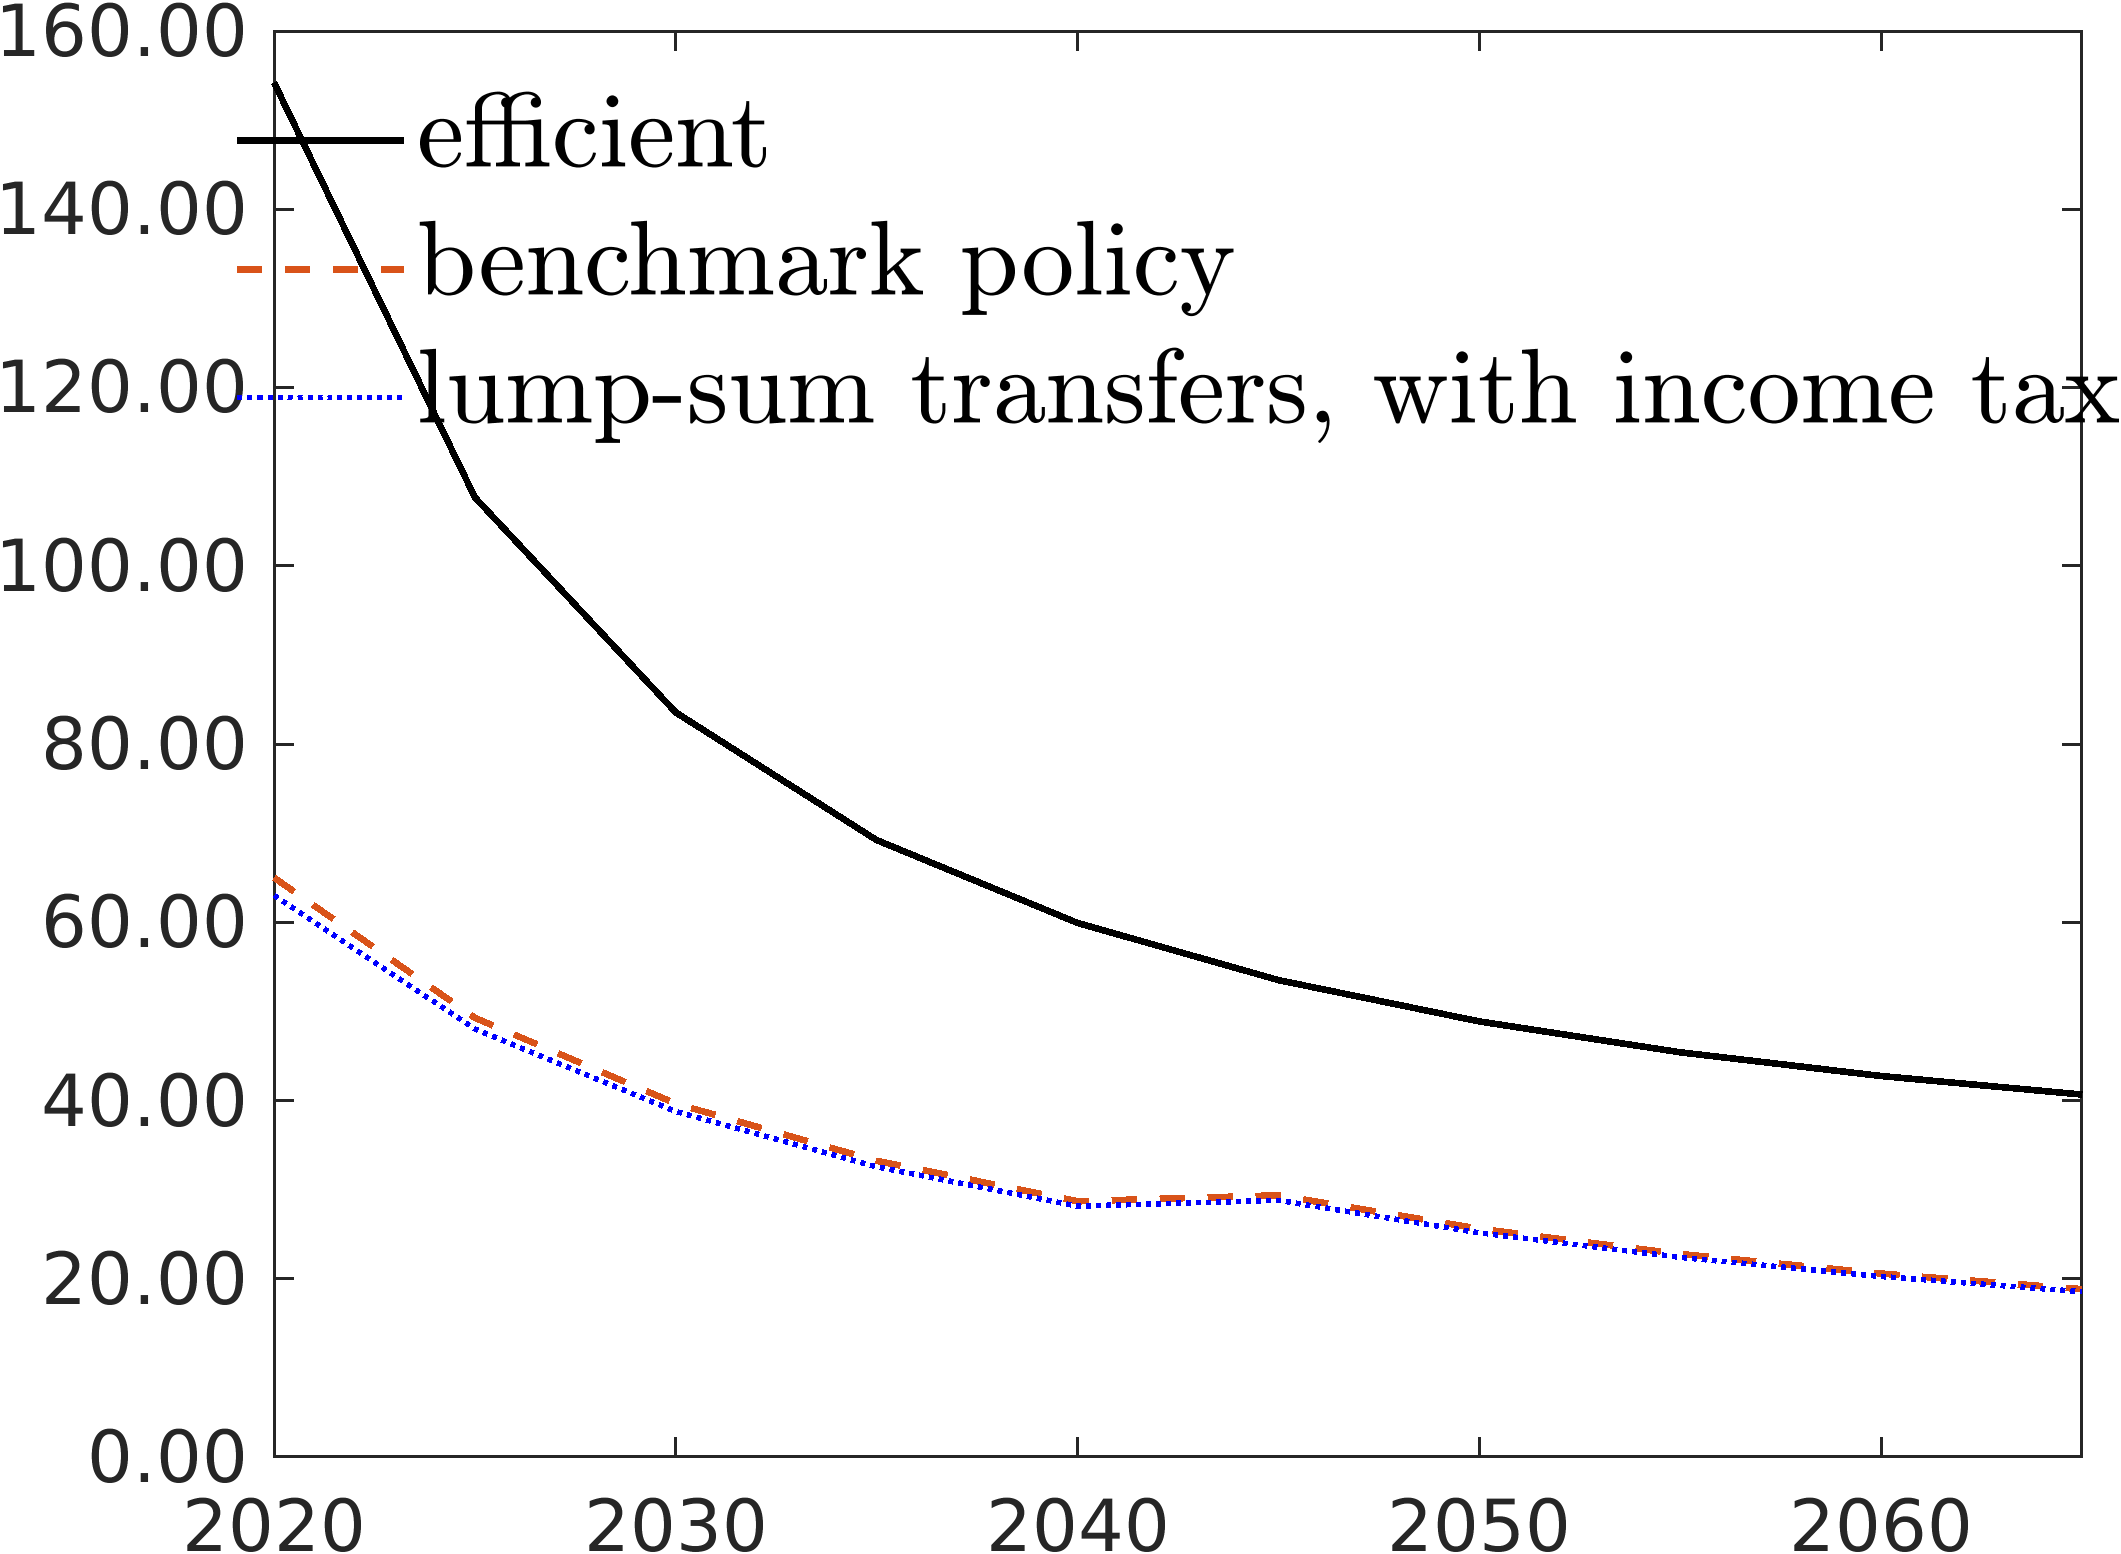 160.00
efficient
140.00
benchmark policy
120.00
lump-sum transfers, with income tax
100.00
80.00
60.00
40.00
20.00
0.00
2020 2030 2040 2050 2060